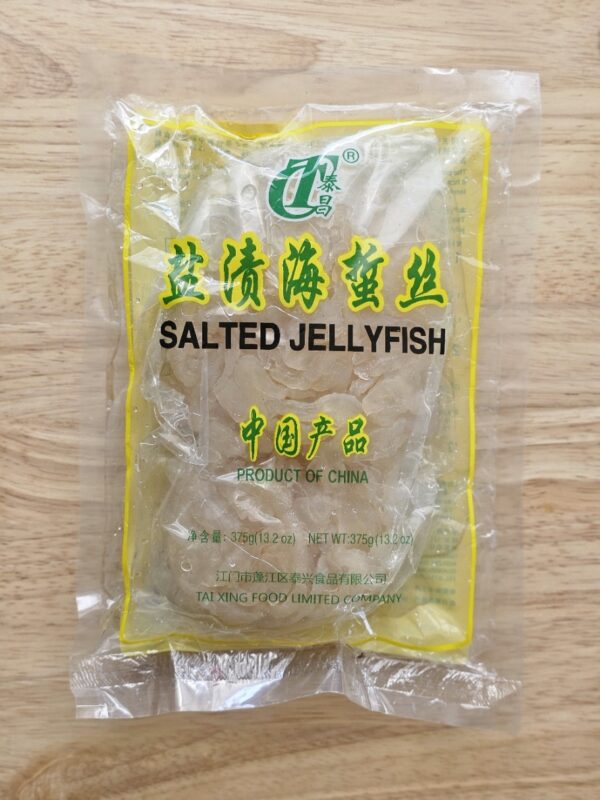 泰昌®
盐渍海蜇丝
SALTED JELLYFISH
中国产品
PRODUCT OF CHINA
净含量: 375g(13.2 oz) NET WT:375g(13.2 oz)
江门市蓬江区泰兴食品有限公司
TAI XING FOOD LIMITED COMPANY